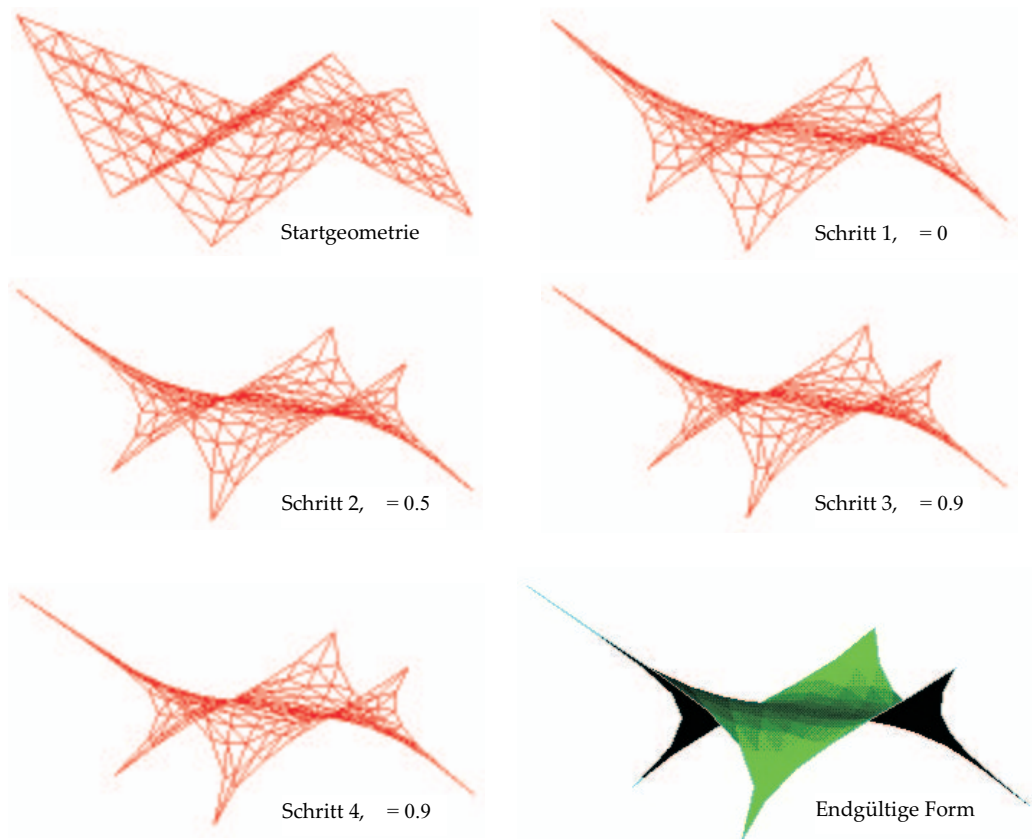 Startgeometrie
Schritt 1, = 0
Schritt 2, = 0.5
Schritt 3, = 0.9
Schritt 4, = 0.9
Endgültige Form